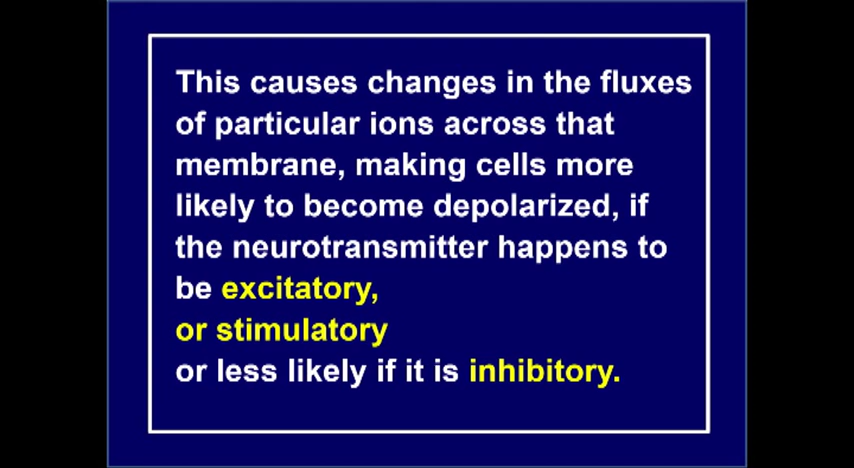 This causes changes in the fluxes
of particular ions across that
membrane, making cells more
likely to become depolarized, if
the neurotransmitter happens to
be excitatory,
or stimulatory
or less likely if it is inhibitory.